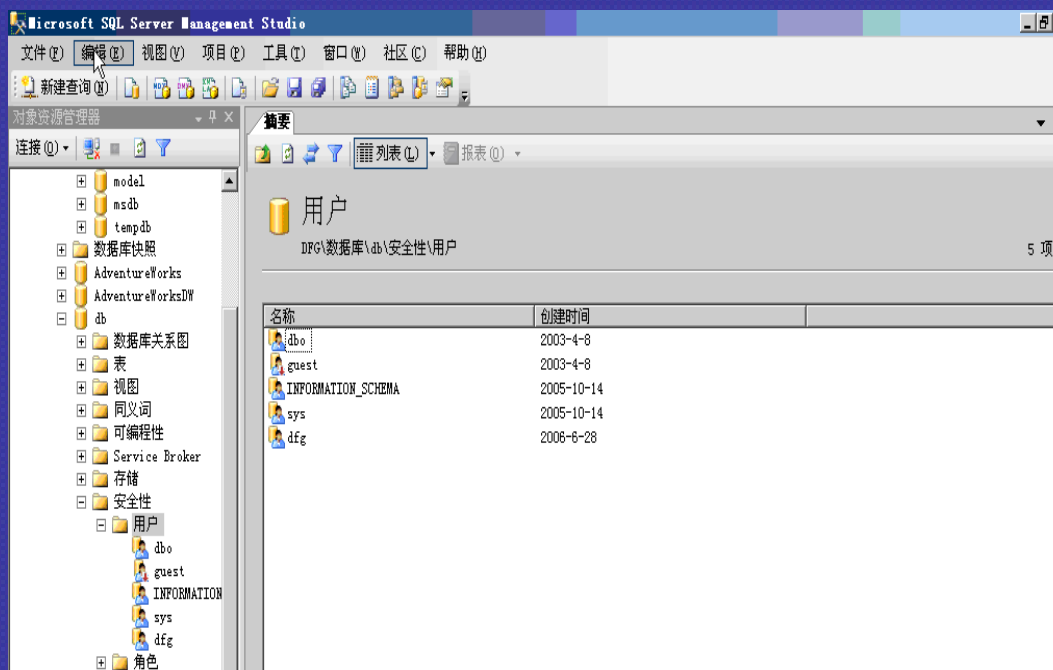 Microsoft SQL Server Management Studio
文件(F) 编辑(E) 视图(V) 项目(P) 工具(T) 窗口(W) 社区(C) 帮助(H)
新建查询(N)
对象资源管理器
连接(O)
model
msdb
tempdb
数据库快照
AdventureWorks
AdventureWorksDW
db
数据库关系图
表
视图
同义词
可编程性
Service Broker
存储
安全性
用户
dbo
guest
INFORMATION
sys
dfg
角色
摘要
列表(L) 报表(O)
用户
DFG\数据库\db\安全性\用户
5 项
名称 创建时间
dbo 2003-4-8
guest 2003-4-8
INFORMATION_SCHEMA 2005-10-14
sys 2005-10-14
dfg 2006-6-28